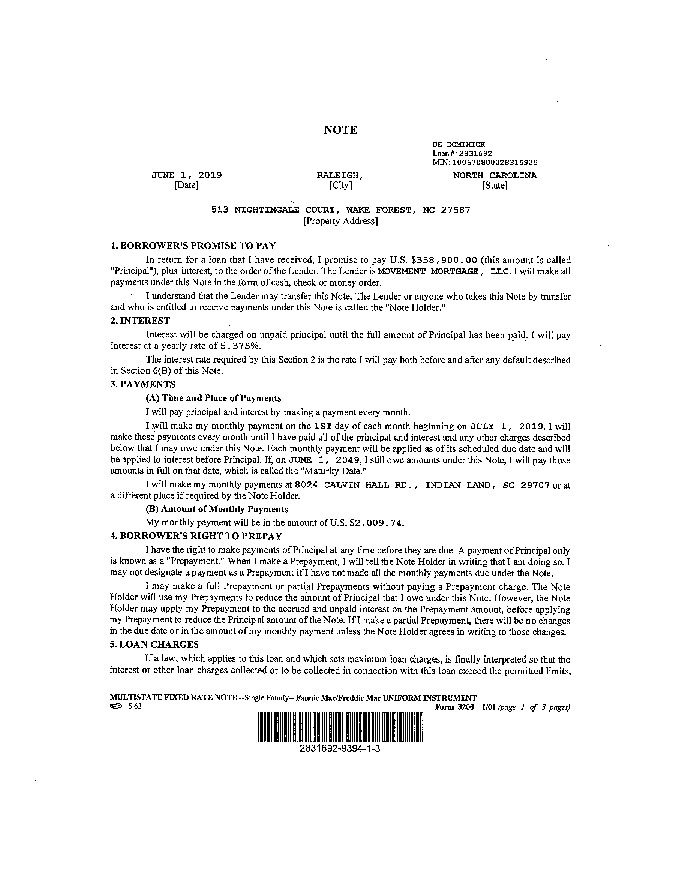 NOTE
DE DOMINICK
Loan #: 2831692
MIN:
JUNE 1, 2019 RALEIGH, NORTH CAROLINA
[Date] [City] [State]
513 NIGHTINGALE COURT, WAKE FOREST, NC 27587
[Property Address]
1. BORROWER'S PROMISE TO PAY
In return for a loan that I have received, I promise to pay U.S. $358,900.00 (this amount is called
"Principal"), plus interest, to the order of the Lender. The Lender is MOVEMENT MORTGAGE, LLC. I will make all
payments under this Note in the form of cash, check or money order.
I understand that the Lender may transfer this Note. The Lender or anyone who takes this Note by transfer
and who is entitled to receive payments under this Note is called the "Note Holder."
2. INTEREST
Interest will be charged on unpaid principal until the full amount of Principal has been paid. I will pay
interest at a yearly rate of 5.375%.
The interest rate required by this Section 2 is the rate I will pay both before and after any default described
in Section 6(B) of this Note.
3. PAYMENTS
(A) Time and Place of Payments
I will pay principal and interest by making a payment every month.
I will make my monthly payment on the 1ST day of each month beginning on JULY 1, 2019. I will
make these payments every month until I have paid all of the principal and interest and any other charges described
below that I may owe under this Note. Each monthly payment will be applied as of its scheduled due date and will
be applied to interest before Principal. If, on JUNE 1, 2049, I still owe amounts under this Note, I will pay those
amounts in full on that date, which is called the "Maturity Date."
I will make my monthly payments at 8024 CALVIN HALL RD., INDIAN LAND, SC 29707 or at
a different place if required by the Note Holder.
(B) Amount of Monthly Payments
My monthly payment will be in the amount of U.S. $2,009.74.
4. BORROWER'S RIGHT TO PREPAY
I have the right to make payments of Principal at any time before they are due. A payment of Principal only
is known as a "Prepayment." When I make a Prepayment, I will tell the Note Holder in writing that I am doing so. I
may not designate a payment as a Prepayment if I have not made all the monthly payments due under the Note.
I may make a full Prepayment or partial Prepayments without paying a Prepayment charge. The Note
Holder will use my Prepayments to reduce the amount of Principal that I owe under this Note. However, the Note
Holder may apply my Prepayment to the accrued and unpaid interest on the Prepayment amount, before applying
my Prepayment to reduce the Principal amount of the Note. If I make a partial Prepayment, there will be no changes
in the due date or in the amount of my monthly payment unless the Note Holder agrees in writing to those changes.
5. LOAN CHARGES
If a law, which applies to this loan and which sets maximum loan charges, is finally interpreted so that the
interest or other loan charges collected or to be collected in connection with this loan exceed the permitted limits,
MULTISTATE FIXED RATE NOTE--Single Family--Fannie Mae/Freddie Mac UNIFORM INSTRUMENT
Form 3200 1/01 (page 1 of 3 pages)
2831692-9394-1-3